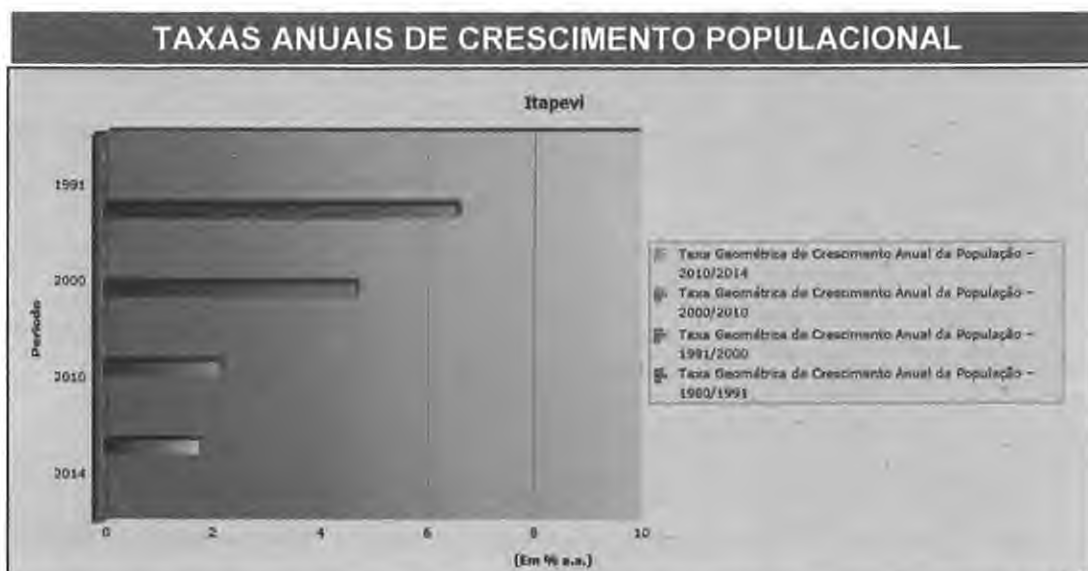 TAXAS ANUAIS DE CRESCIMENTO POPULACIONAL
Itapevi
1991
2000
2010
2014
Período
0 2 4 6 8 10
(Em % a.a.)
Taxa Geométrica de Crescimento Anual da População -
2010/2014
Taxa Geométrica de Crescimento Anual da População -
2000/2010
Taxa Geométrica de Crescimento Anual da População -
1991/2000
Taxa Geométrica de Crescimento Anual da População -
1980/1991